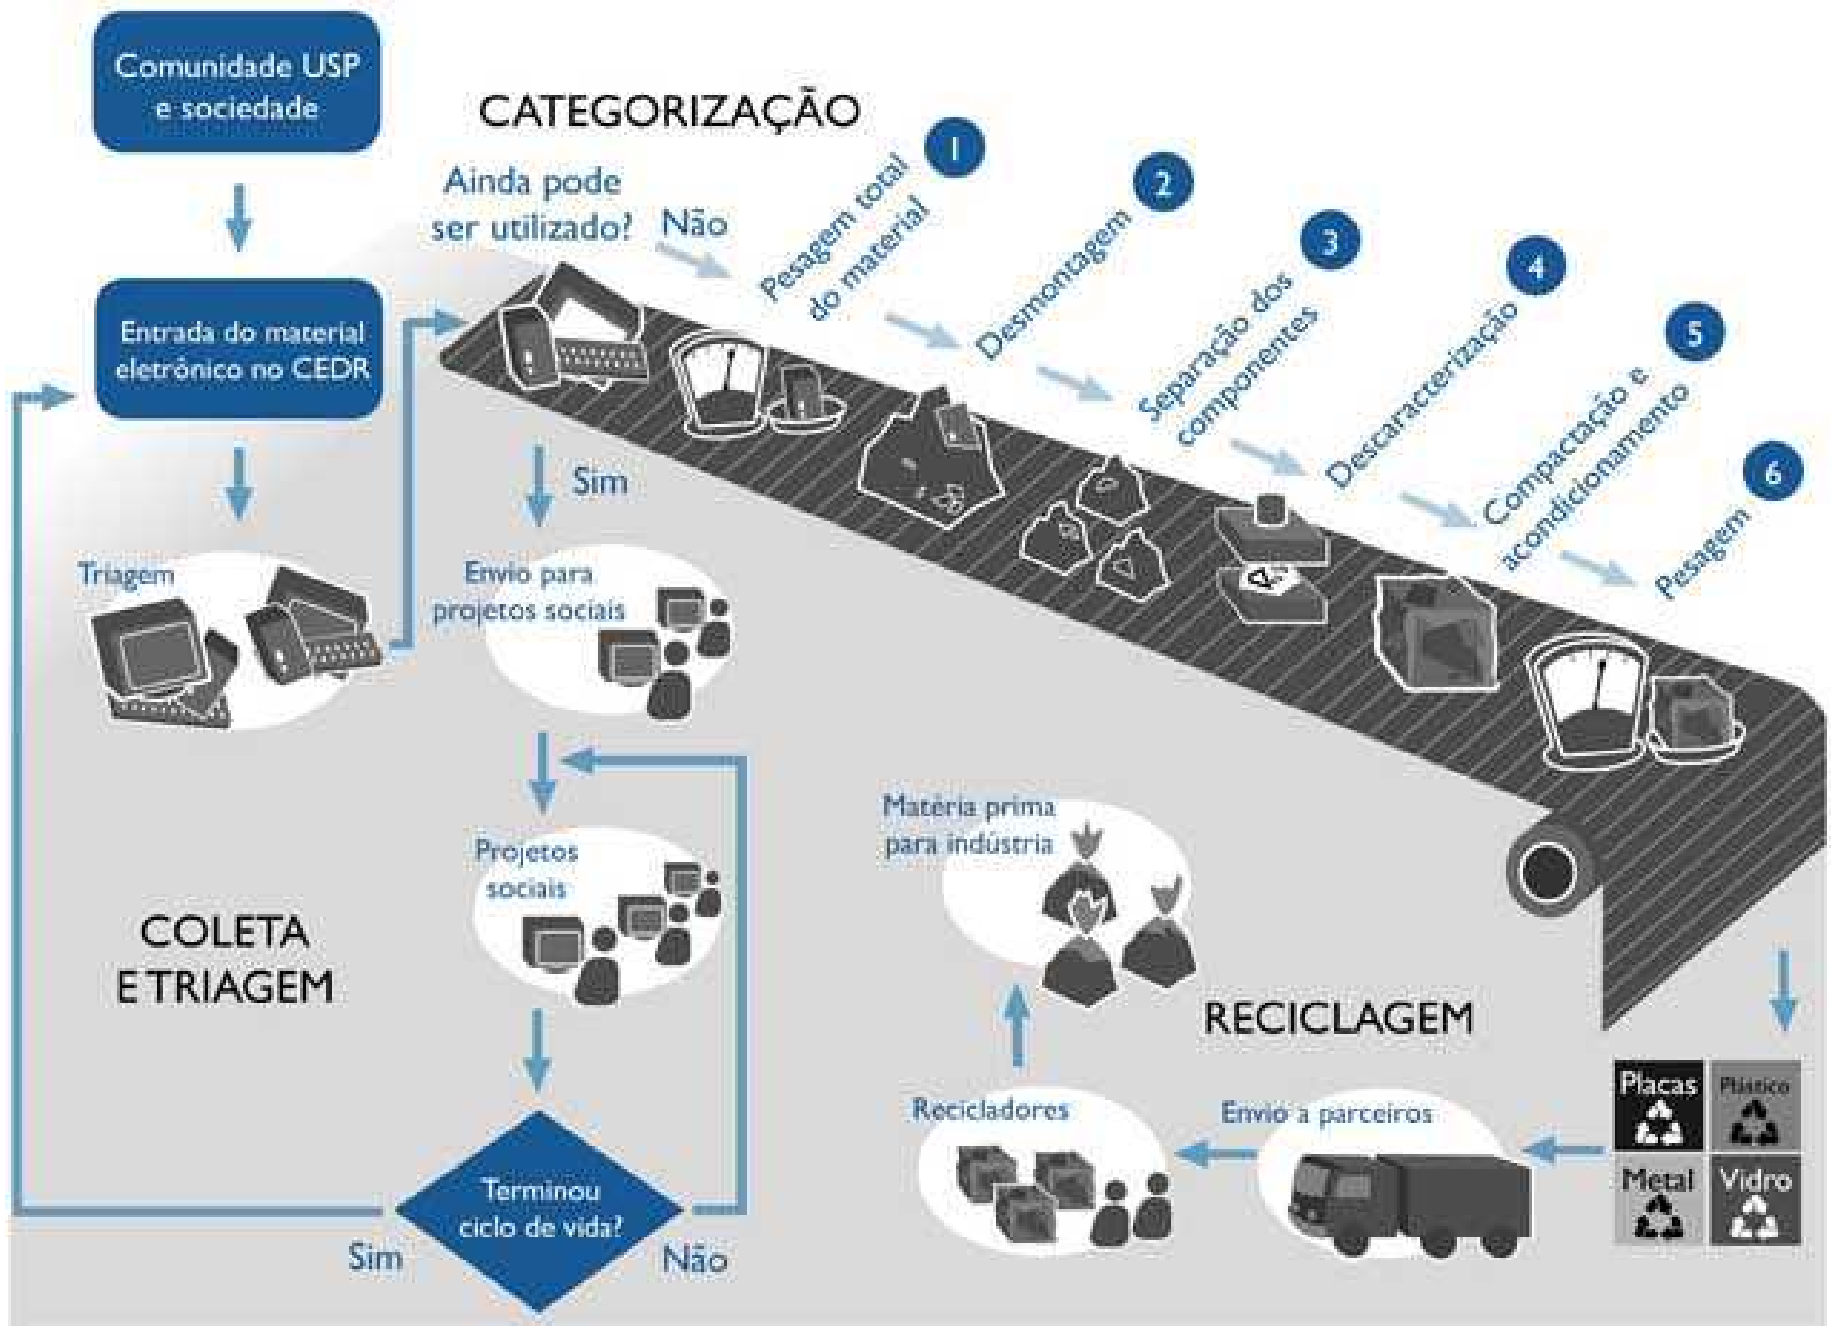 Comunidade USP
e sociedade
CATEGORIZAÇÃO
Ainda pode
ser utilizado?
Não
Pesagem total
do material
1
Desmontagem
2
Separação dos
componentes
3
Descaracterização
4
Compactação e
acondicionamento
5
Pesagem
6
Entrada do material
eletrônico no CEDR
Sim
Triagem
Envio para
projetos sociais
Projetos
sociais
Matéria prima
para indústria
COLETA
E TRIAGEM
RECICLAGEM
Recicladores
Envio a parceiros
Placas
Plástico
Metal
Vidro
Terminou
ciclo de vida?
Sim
Não